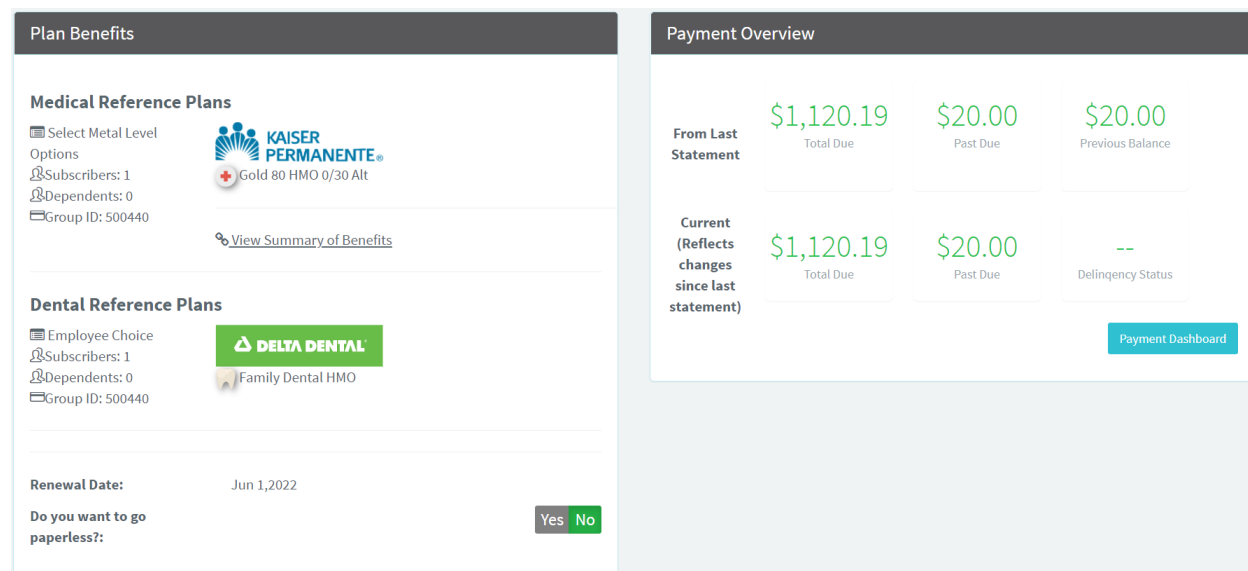 Plan Benefits
Medical Reference Plans
Select Metal Level
Options
Subscribers: 1
Dependents: 0
Group ID: 500440
KAISER
PERMANENTE®
Gold 80 HMO 0/30 Alt
View Summary of Benefits
Dental Reference Plans
Employee Choice
Subscribers: 1
Dependents: 0
Group ID: 500440
DELTA DENTAL
Family Dental HMO
Renewal Date: Jun 1,2022
Do you want to go
paperless?:
Yes No
Payment Overview
From Last
Statement
$1,120.19 $20.00 $20.00
Total Due Past Due Previous Balance
Current
(Reflects
changes
since last
statement)
$1,120.19 $20.00 --
Total Due Past Due Delinqency Status
Payment Dashboard